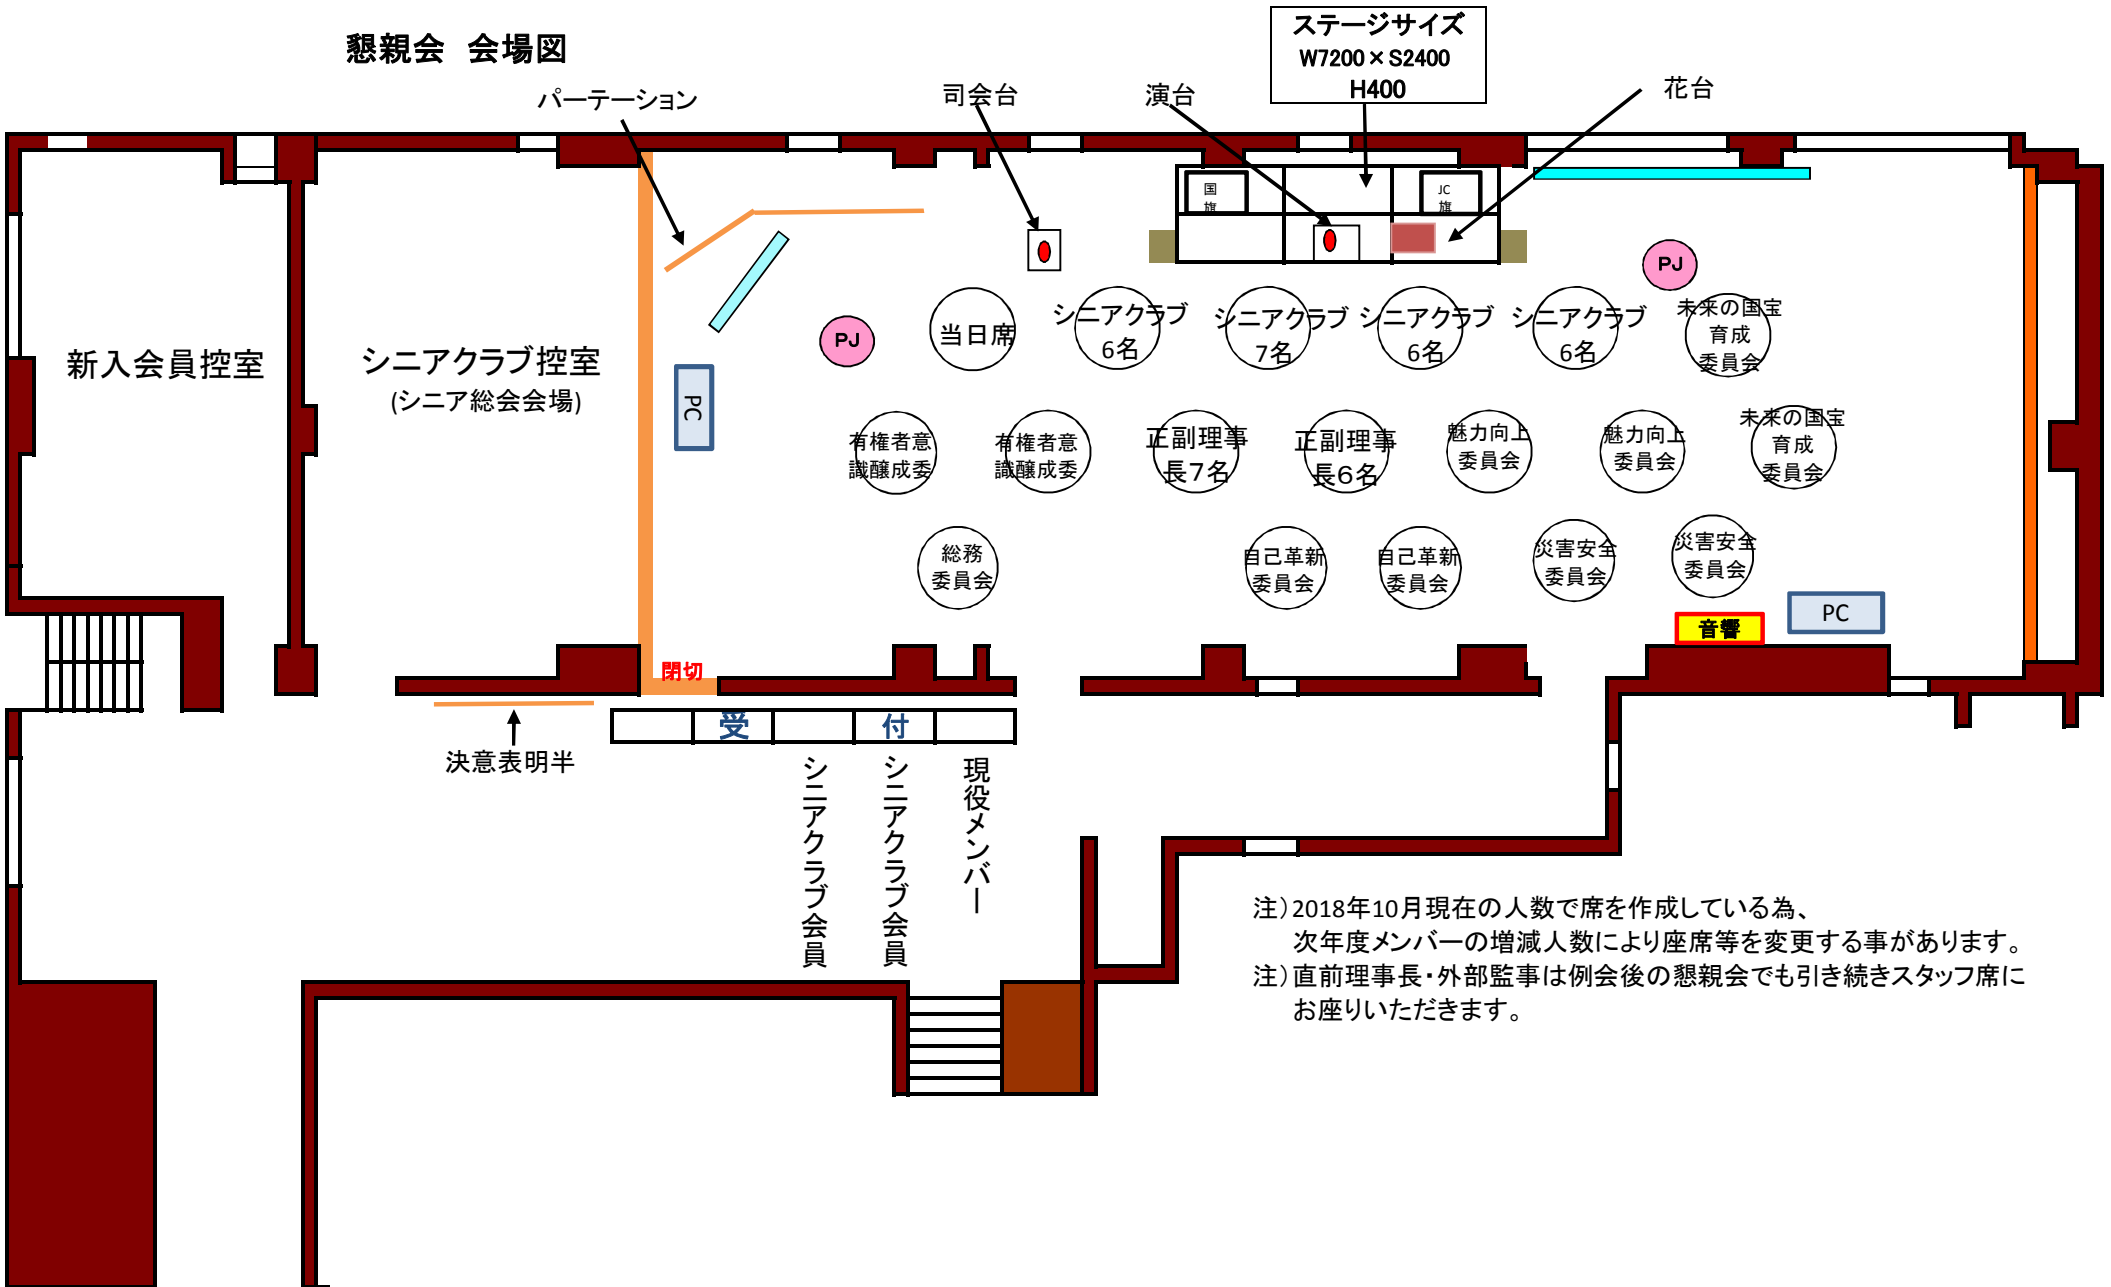 懇親会 会場図
ステージサイズ
W7200×S2400
H400
パーテーション
司会台
演台
花台
国
旗
JC
旗
新入会員控室
シニアクラブ控室
(シニア総会会場)
PC
PJ
PJ
当日席
シニアクラブ
6名
シニアクラブ
7名
シニアクラブ
6名
シニアクラブ
6名
未来の国宝
育成
委員会
有権者意
識醸成委
有権者意
識醸成委
正副理事
長7名
正副理事
長6名
魅力向上
委員会
魅力向上
委員会
未来の国宝
育成
委員会
総務
委員会
自己革新
委員会
自己革新
委員会
災害安全
委員会
災害安全
委員会
音響
PC
閉切
受
付
決意表明半
シニアクラブ会員
シニアクラブ会員
現役メンバー
注)2018年10月現在の人数で席を作成している為、
次年度メンバーの増減人数により座席等を変更する事があります。
注)直前理事長・外部監事は例会後の懇親会でも引き続きスタッフ席に
お座りいただきます。